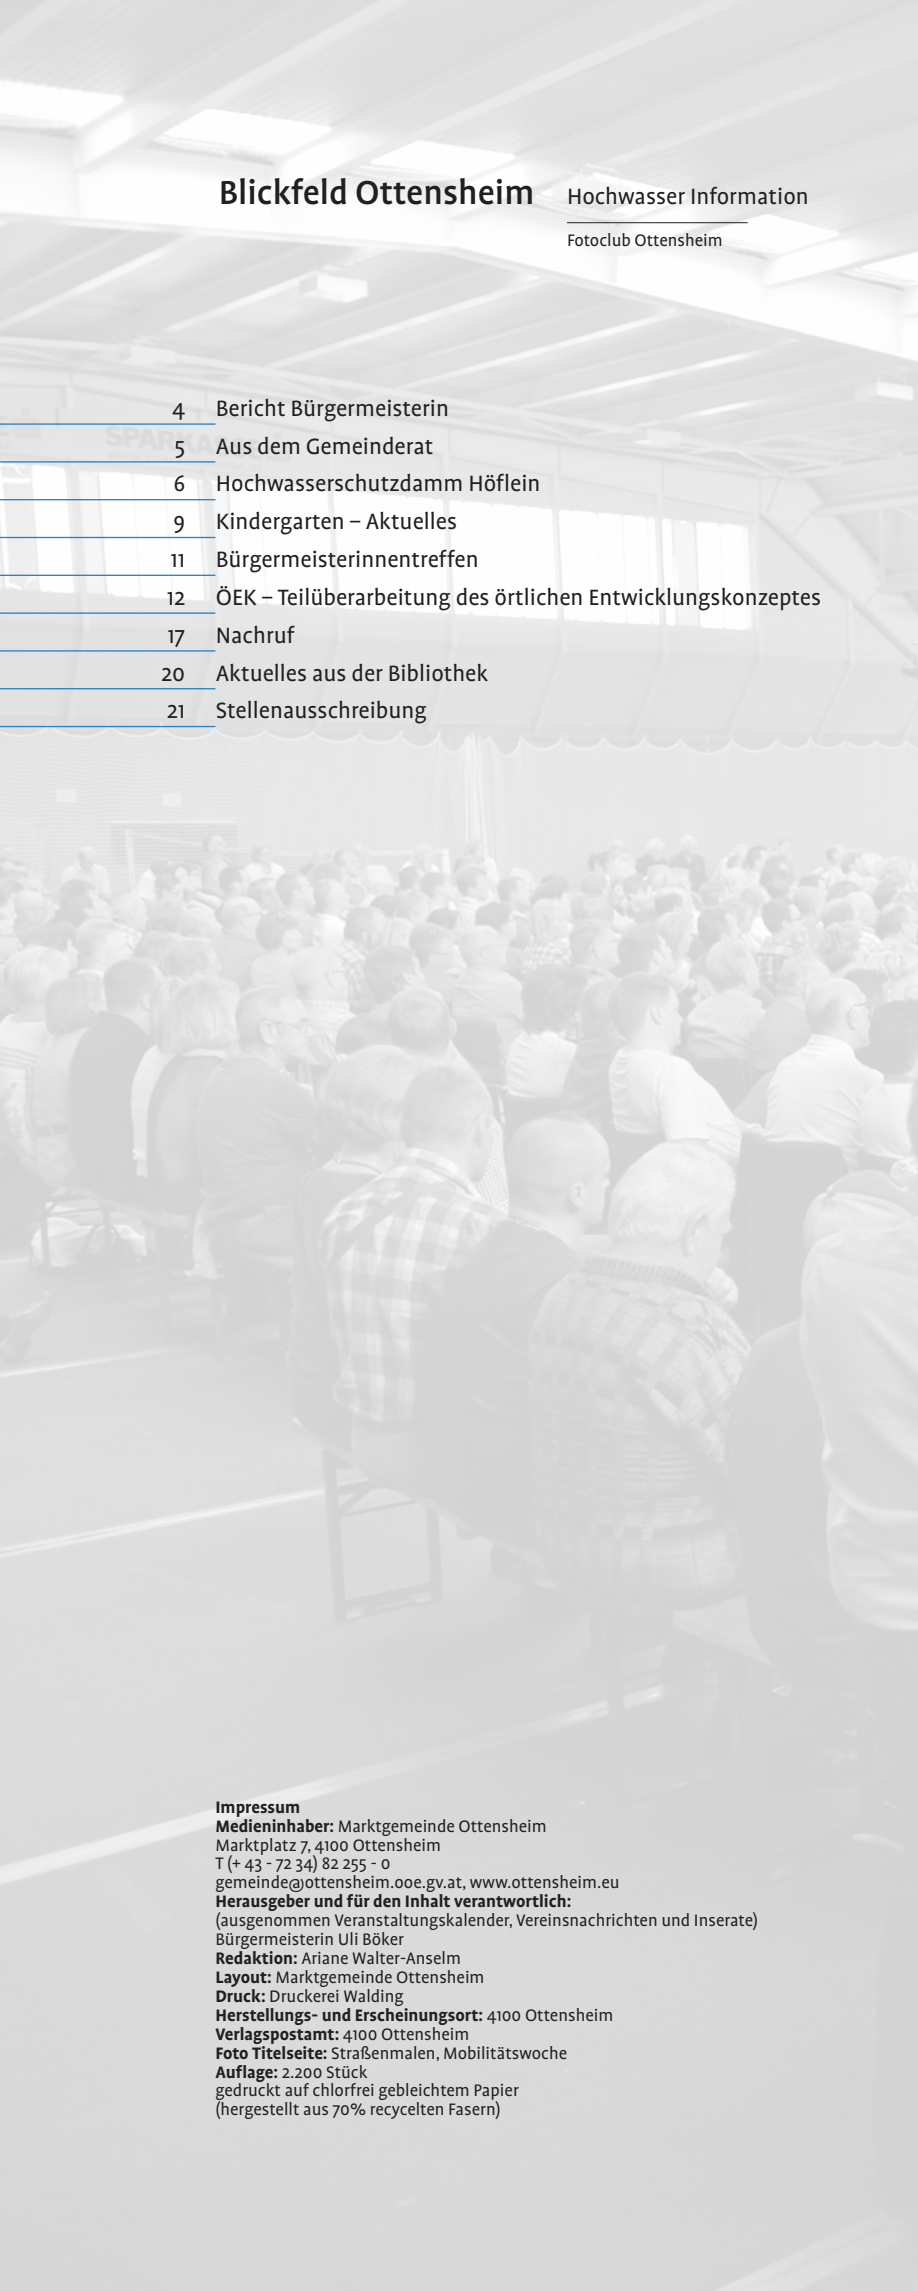 Blickfeld Ottensheim
Hochwasser Information
Fotoclub Ottensheim
4 Bericht Bürgermeisterin
SPARKASSE
5 Aus dem Gemeinderat
6 Hochwasserschutzdamm Höflein
9 Kindergarten – Aktuelles
11 Bürgermeisterinnentreffen
12 ÖEK – Teilüberarbeitung des örtlichen Entwicklungskonzeptes
17 Nachruf
20 Aktuelles aus der Bibliothek
21 Stellenausschreibung
Impressum
Medieninhaber: Marktgemeinde Ottensheim
Marktplatz 7, 4100 Ottensheim
T (+ 43 - 72 34) 82 255 - 0
gemeinde@ottensheim.ooe.gv.at, www.ottensheim.eu
Herausgeber und für den Inhalt verantwortlich:
(ausgenommen Veranstaltungskalender, Vereinsnachrichten und Inserate)
Bürgermeisterin Uli Böker
Redaktion: Ariane Walter-Anselm
Layout: Marktgemeinde Ottensheim
Druck: Druckerei Walding
Herstellungs- und Erscheinungsort: 4100 Ottensheim
Verlagspostamt: 4100 Ottensheim
Foto Titelseite: Straßenmalen, Mobilitätswoche
Auflage: 2.200 Stück
gedruckt auf chlorfrei gebleichtem Papier
(hergestellt aus 70% recycelten Fasern)